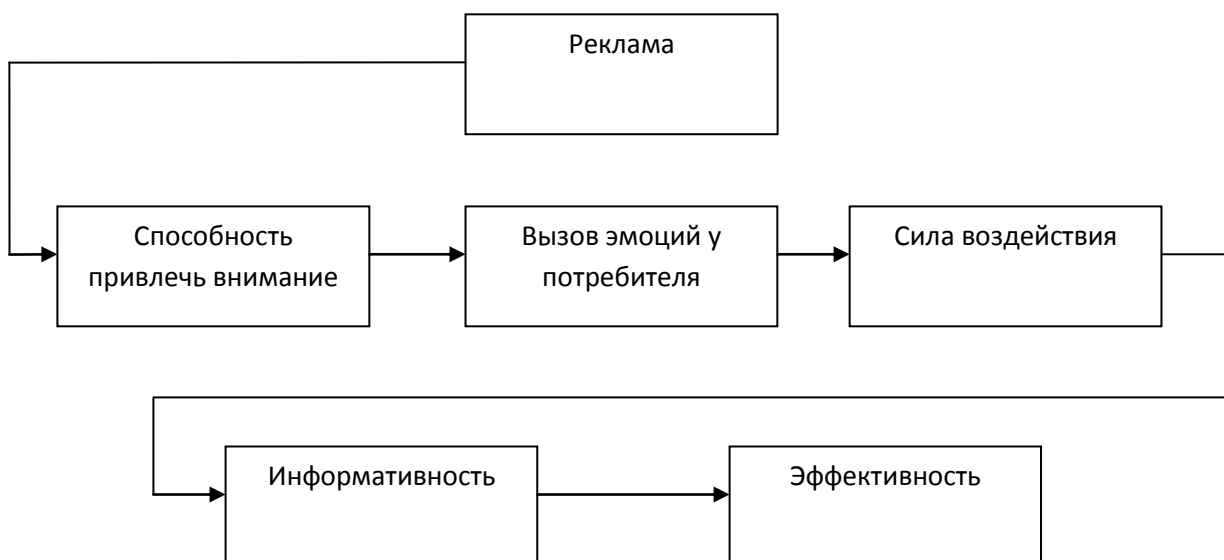 Реклама
Способность
привлечь внимание
Вызов эмоций у
потребителя
Сила воздействия
Информативность
Эффективность